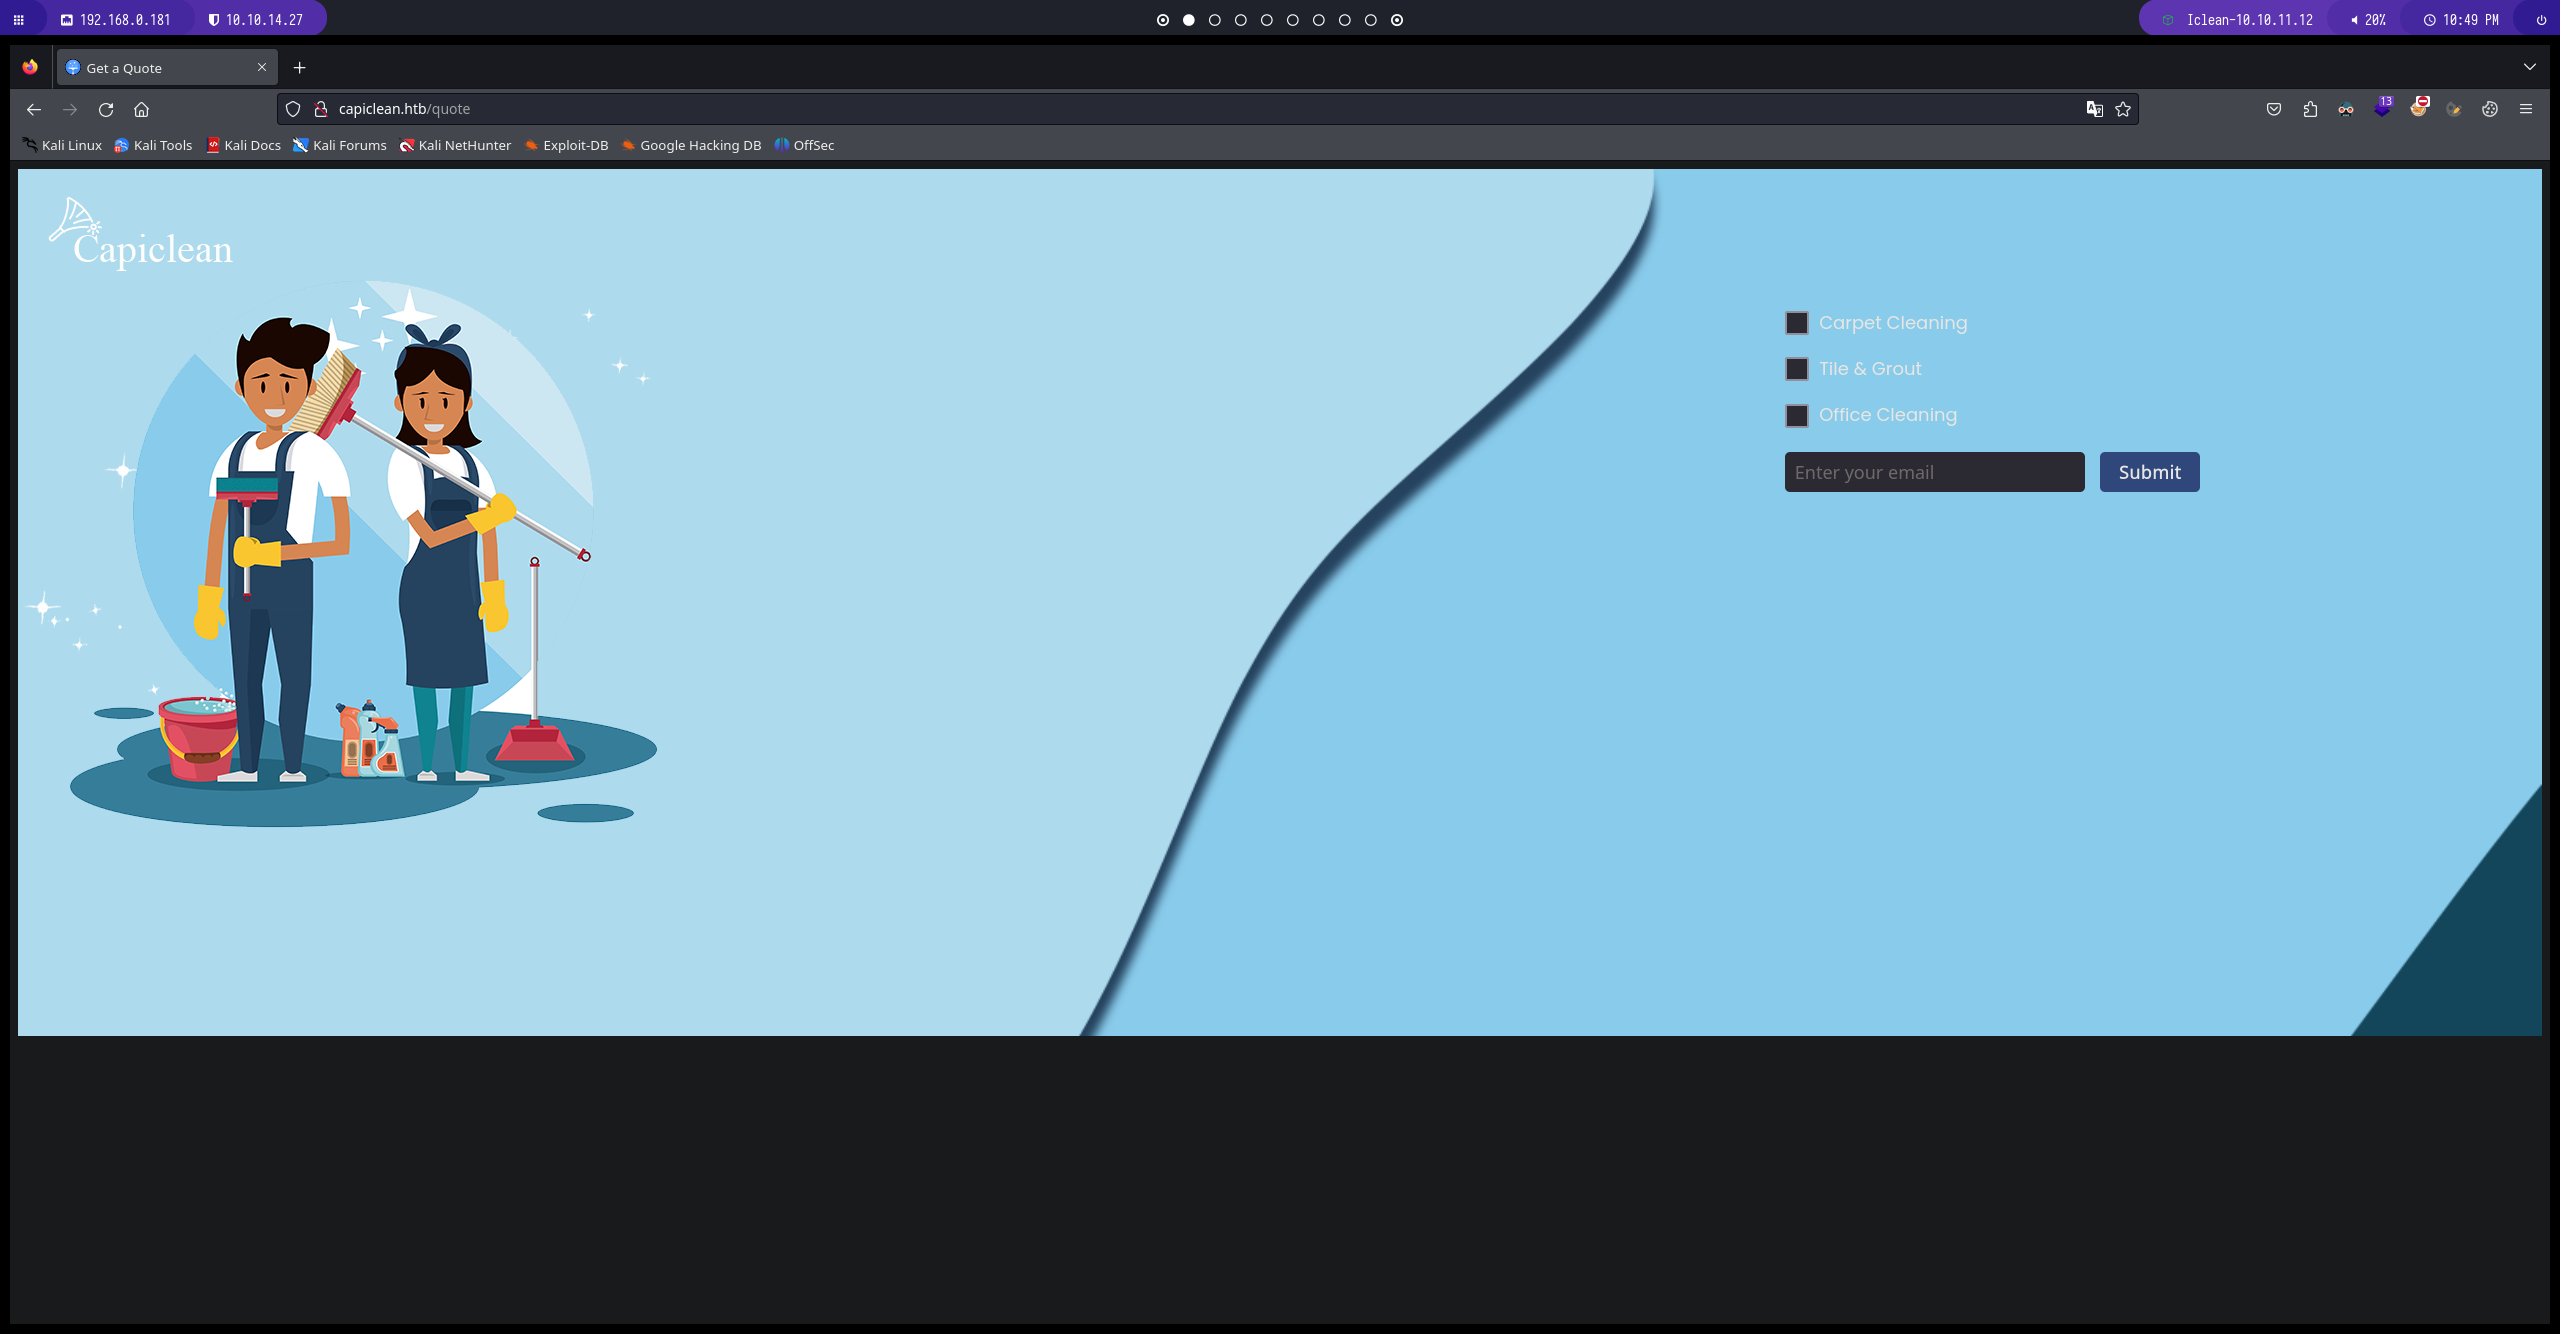 192.168.0.181 10.10.14.27 Iclean-10.10.11.12 20% 10:49 PM
Get a Quote
capiclean.htb/quote 13
Kali Linux Kali Tools Kali Docs Kali Forums Kali NetHunter Exploit-DB Google Hacking DB OffSec
Capiclean
Carpet Cleaning
Tile & Grout
Office Cleaning
Enter your email Submit